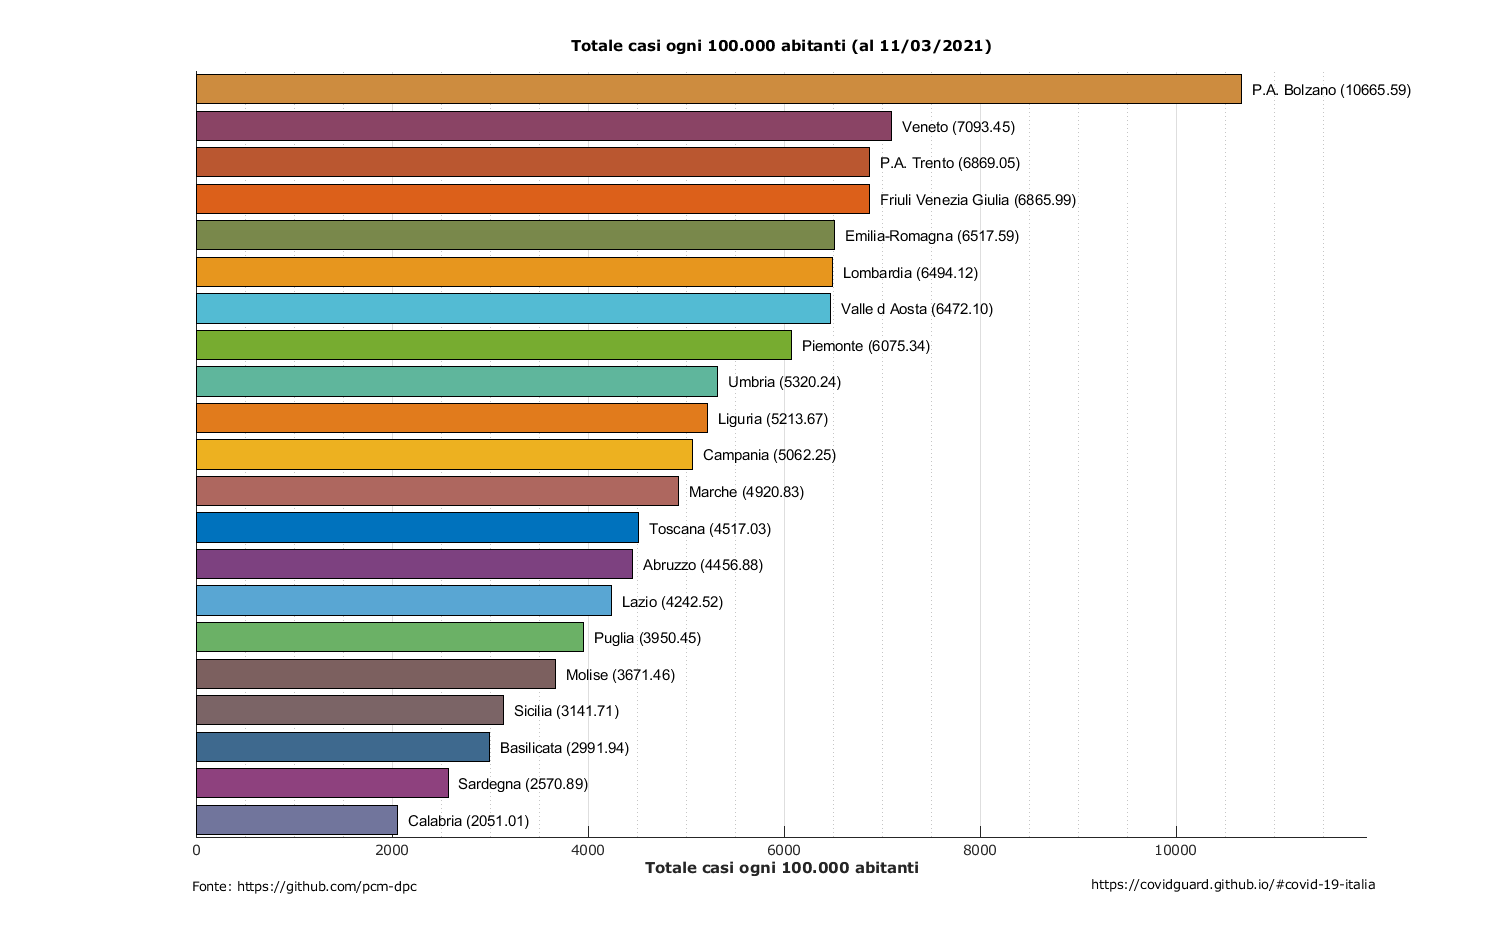 Totale casi ogni 100.000 abitanti (al 11/03/2021)
P.A. Bolzano (10665.59)
Veneto (7093.45)
P.A. Trento (6869.05)
Friuli Venezia Giulia (6865.99)
Emilia-Romagna (6517.59)
Lombardia (6494.12)
Valle d Aosta (6472.10)
Piemonte (6075.34)
Umbria (5320.24)
Liguria (5213.67)
Campania (5062.25)
Marche (4920.83)
Toscana (4517.03)
Abruzzo (4456.88)
Lazio (4242.52)
Puglia (3950.45)
Molise (3671.46)
Sicilia (3141.71)
Basilicata (2991.94)
Sardegna (2570.89)
Calabria (2051.01)
0 2000 4000 6000 8000 10000
Totale casi ogni 100.000 abitanti
Fonte: https://github.com/pcm-dpc
https://covidguard.github.io/#covid-19-italia